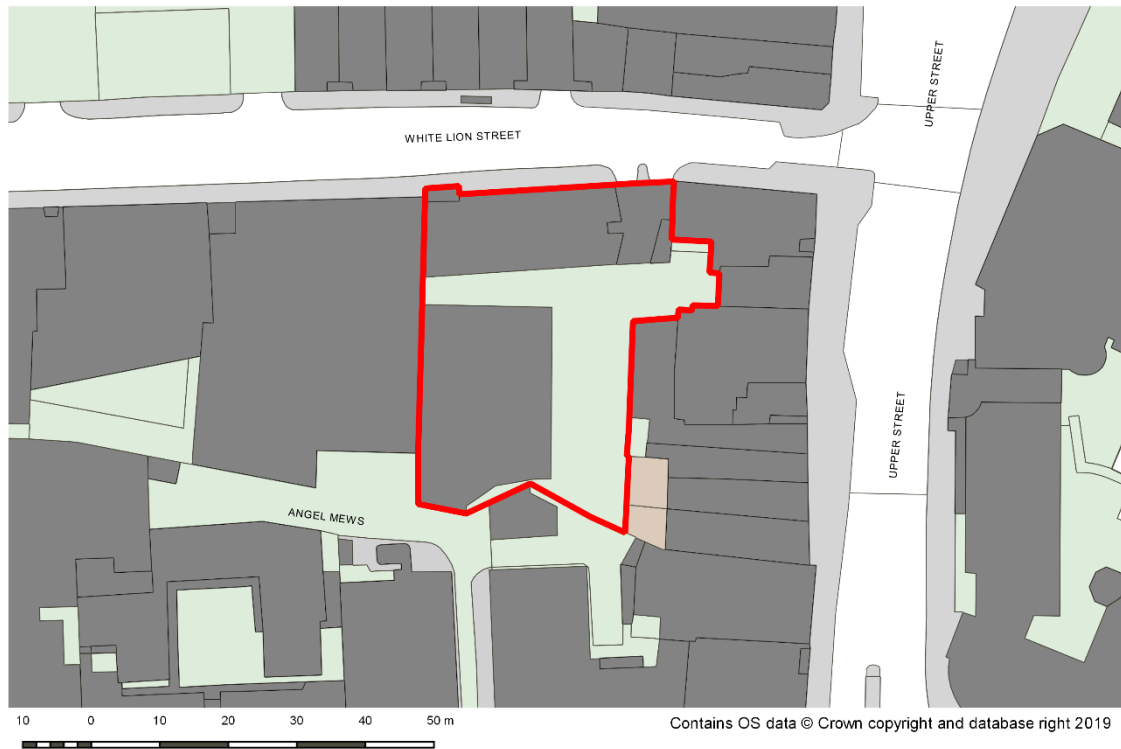 UPPER STREET
WHITE LION STREET
UPPER STREET
ANGEL MEWS
10 0 10 20 30 40 50 m
Contains OS data © Crown copyright and database right 2019